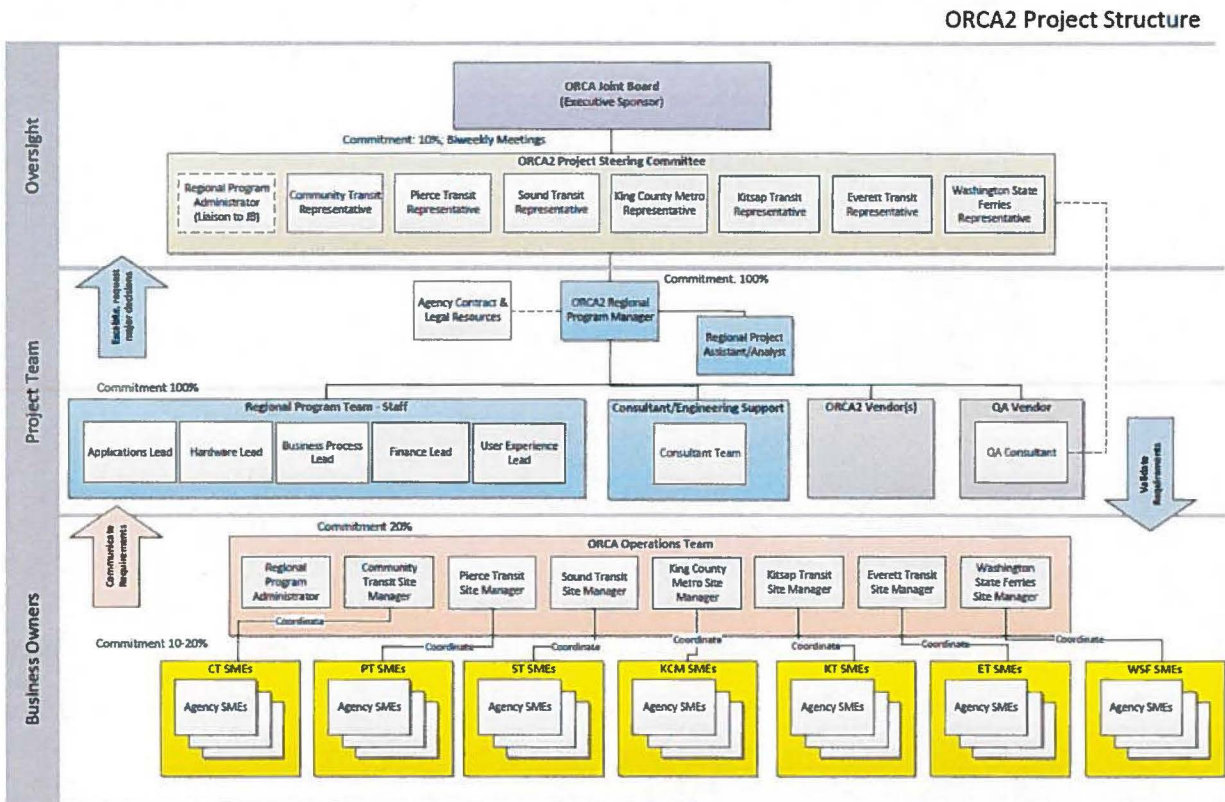 ORCA2 Project Structure
Oversight
ORCA Joint Board
(Executive Sponsor)
Commitment: 10%; Biweekly Meetings
ORCA2 Project Steering Committee
Regional Program
Administrator
(Liaison to JB)
Community Transit
Representative
Pierce Transit
Representative
Sound Transit
Representative
King County Metro
Representative
Kitsap Transit
Representative
Everett Transit
Representative
Washington State
Ferries
Representative
Project Team
Escalate, request
major decisions
Commitment. 100%
Agency Contract &
Legal Resources
ORCA2 Regional
Program Manager
Regional Project
Assistant/Analyst
Commitment 100%
Regional Program Team - Staff
Applications Lead
Hardware Lead
Business Process
Lead
Finance Lead
User Experience
Lead
Consultant/Engineering Support
Consultant Team
ORCA2 Vendor(s)
QA Vendor
QA Consultant
Validate
Requirements
Business Owners
Communicate
Requirements
Commitment 20%
ORCA Operations Team
Regional
Program
Administrator
Community
Transit Site
Manager
Pierce Transit
Site Manager
Sound Transit
Site Manager
King County
Metro Site
Manager
Kitsap Transit
Site Manager
Everett Transit
Site Manager
Washington
State Ferries
Site Manager
Coordinate
Coordinate
Coordinate
Coordinate
Coordinate
Coordinate
Coordinate
Commitment 10-20%
CT SMEs
Agency SMEs
PT SMEs
Agency SMEs
ST SMEs
Agency SMEs
KCM SMEs
Agency SMEs
KT SMEs
Agency SMEs
ET SMEs
Agency SMEs
WSF SMEs
Agency SMEs